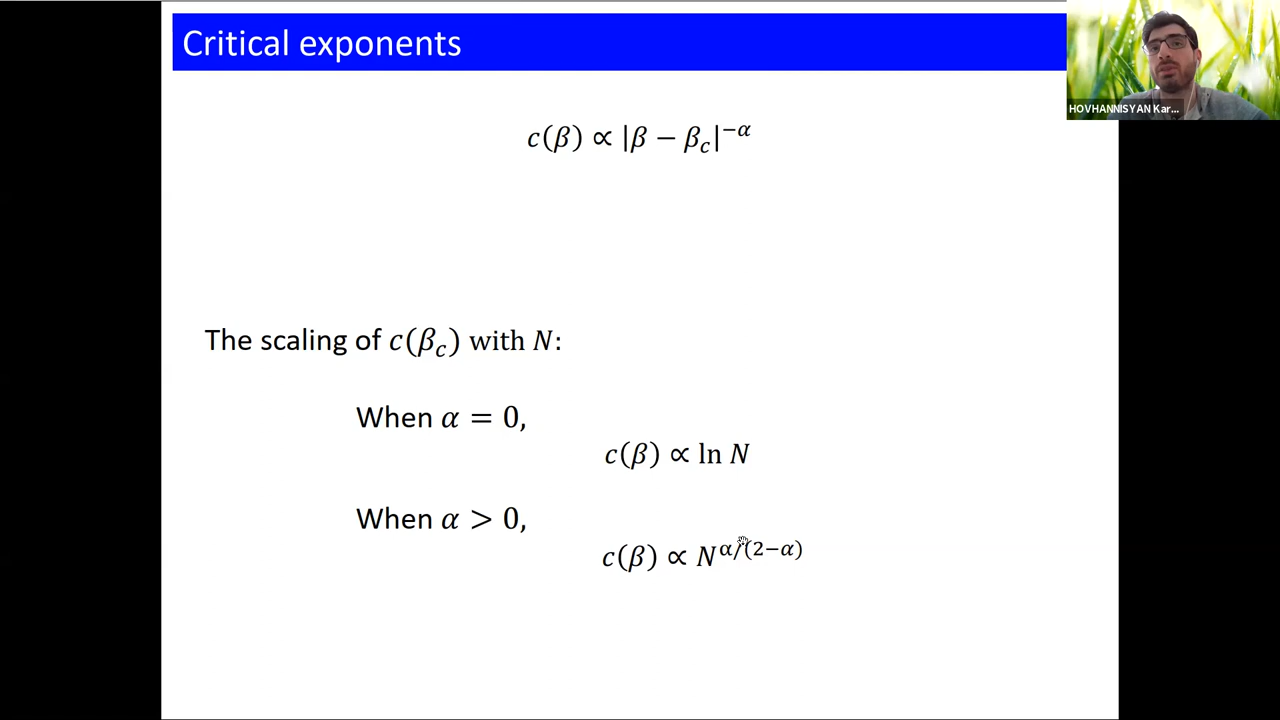 Critical exponents
HOVHANNISYAN Kar...
c(β) ∝ |β − β_c|^{−α}
The scaling of c(β_c) with N:
When α = 0,
c(β) ∝ ln N
When α > 0,
c(β) ∝ N^{α/(2−α)}